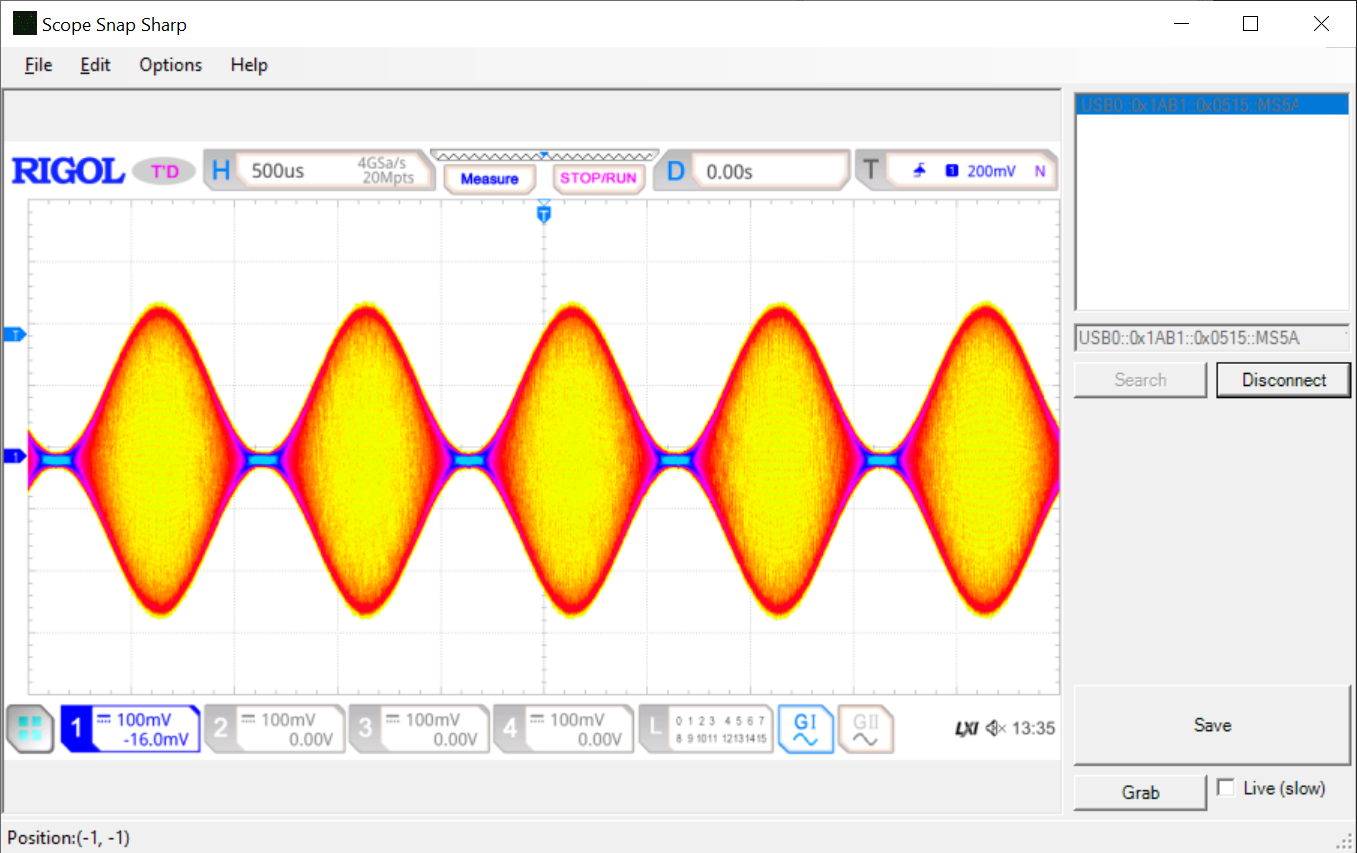 Scope Snap Sharp
File Edit Options Help
USB0::0x1AB1::0x0515::MS5A
RIGOL T'D H 500us 4GSa/s 20Mpts Measure STOP/RUN D 0.00s T 1 200mV N
T
USB0::0x1AB1::0x0515::MS5A
T
Search Disconnect
1
1 100mV -16.0mV 2 100mV 0.00V 3 100mV 0.00V 4 100mV 0.00V L 0 1 2 3 4 5 6 7 8 9 10 11 12 13 14 15 GI GII LXI 13:35
Save
Grab Live (slow)
Position:(-1, -1)